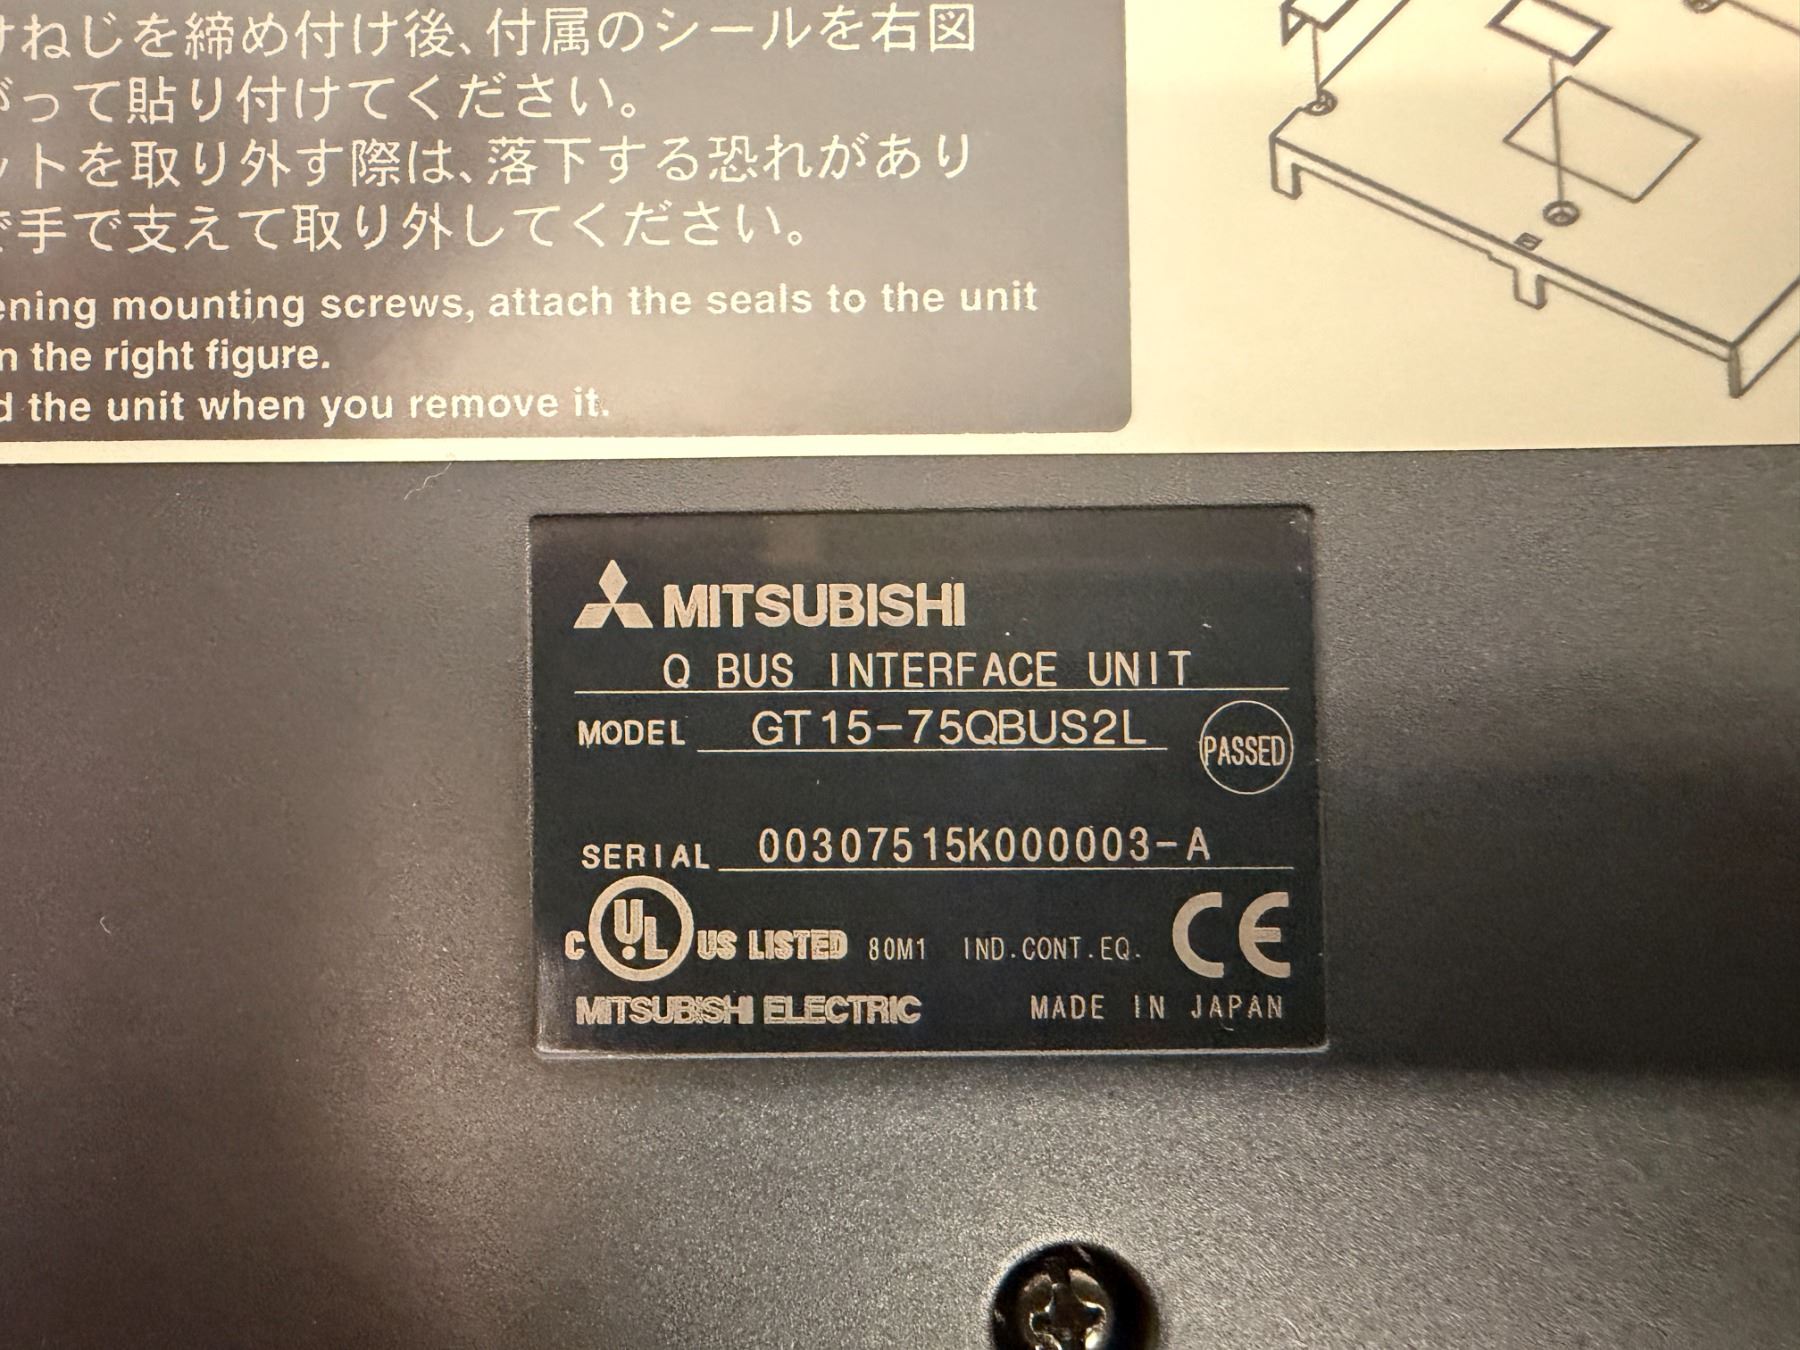 ねじを締め付け後、付属のシールを右図
って貼り付けてください。
ットを取り外す際は、落下する恐れがあり
で手で支えて取り外してください。
ening mounting screws, attach the seals to the unit
n the right figure.
d the unit when you remove it.
MITSUBISHI
Q BUS INTERFACE UNIT
MODEL GT15-75QBUS2L
PASSED
SERIAL 00307515K000003-A
C UL US LISTED 80M1 IND.CONT.EQ. CE
MITSUBISHI ELECTRIC MADE IN JAPAN